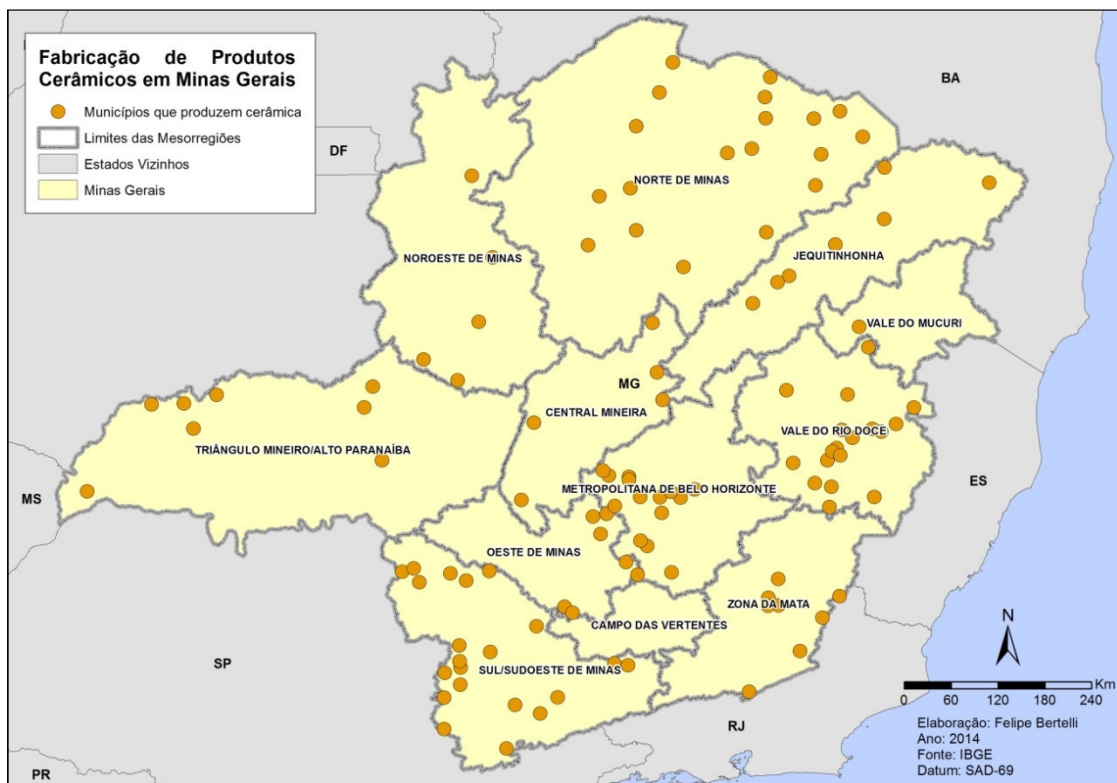 Fabricação de Produtos
Cerâmicos em Minas Gerais
Municípios que produzem cerâmica
Limites das Mesorregiões
Estados Vizinhos
Minas Gerais
BA
DF
NORTE DE MINAS
NOROESTE DE MINAS
JEQUITINHONHA
VALE DO MUCURI
MG
CENTRAL MINEIRA
VALE DO RIO DOCE
TRIÂNGULO MINEIRO/ALTO PARANAÍBA
METROPOLITANA DE BELO HORIZONTE
MS
ES
OESTE DE MINAS
ZONA DA MATA
CAMPO DAS VERTENTES
SP
SUL/SUDOESTE DE MINAS
N
Km
0 60 120 180 240
RJ
PR
Elaboração: Felipe Bertelli
Ano: 2014
Fonte: IBGE
Datum: SAD-69